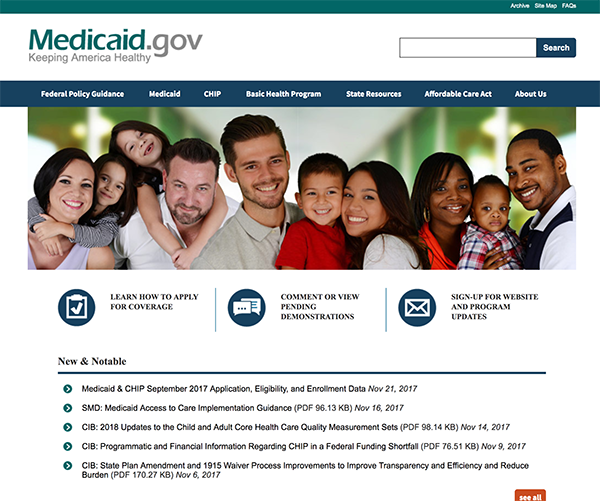 Archive Site Map FAQs
Medicaid.gov
Keeping America Healthy
Search
Federal Policy Guidance Medicaid CHIP Basic Health Program State Resources Affordable Care Act About Us
LEARN HOW TO APPLY
FOR COVERAGE
COMMENT OR VIEW
PENDING
DEMONSTRATIONS
SIGN-UP FOR WEBSITE
AND PROGRAM
UPDATES
New & Notable
Medicaid & CHIP September 2017 Application, Eligibility, and Enrollment Data Nov 21, 2017
SMD: Medicaid Access to Care Implementation Guidance (PDF 96.13 KB) Nov 16, 2017
CIB: 2018 Updates to the Child and Adult Core Health Care Quality Measurement Sets (PDF 98.14 KB) Nov 14, 2017
CIB: Programmatic and Financial Information Regarding CHIP in a Federal Funding Shortfall (PDF 76.51 KB) Nov 9, 2017
CIB: State Plan Amendment and 1915 Waiver Process Improvements to Improve Transparency and Efficiency and Reduce
Burden (PDF 170.27 KB) Nov 6, 2017
see all